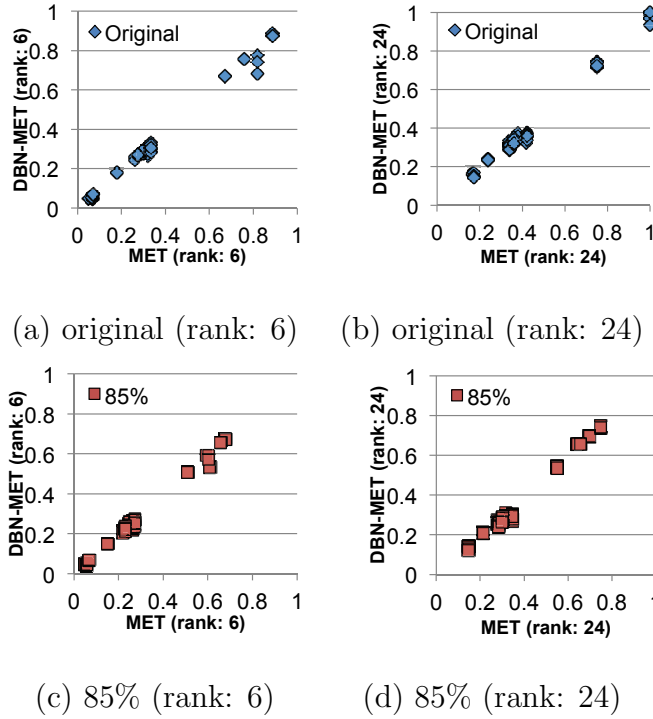 1
0.8
0.6
0.4
0.2
0
0 0.2 0.4 0.6 0.8 1
DBN-MET (rank: 6)
MET (rank: 6)
Original
(a) original (rank: 6)
1
0.8
0.6
0.4
0.2
0
0 0.2 0.4 0.6 0.8 1
DBN-MET (rank: 24)
MET (rank: 24)
Original
(b) original (rank: 24)
1
0.8
0.6
0.4
0.2
0
0 0.2 0.4 0.6 0.8 1
DBN-MET (rank: 6)
MET (rank: 6)
85%
(c) 85% (rank: 6)
1
0.8
0.6
0.4
0.2
0
0 0.2 0.4 0.6 0.8 1
DBN-MET (rank: 24)
MET (rank: 24)
85%
(d) 85% (rank: 24)